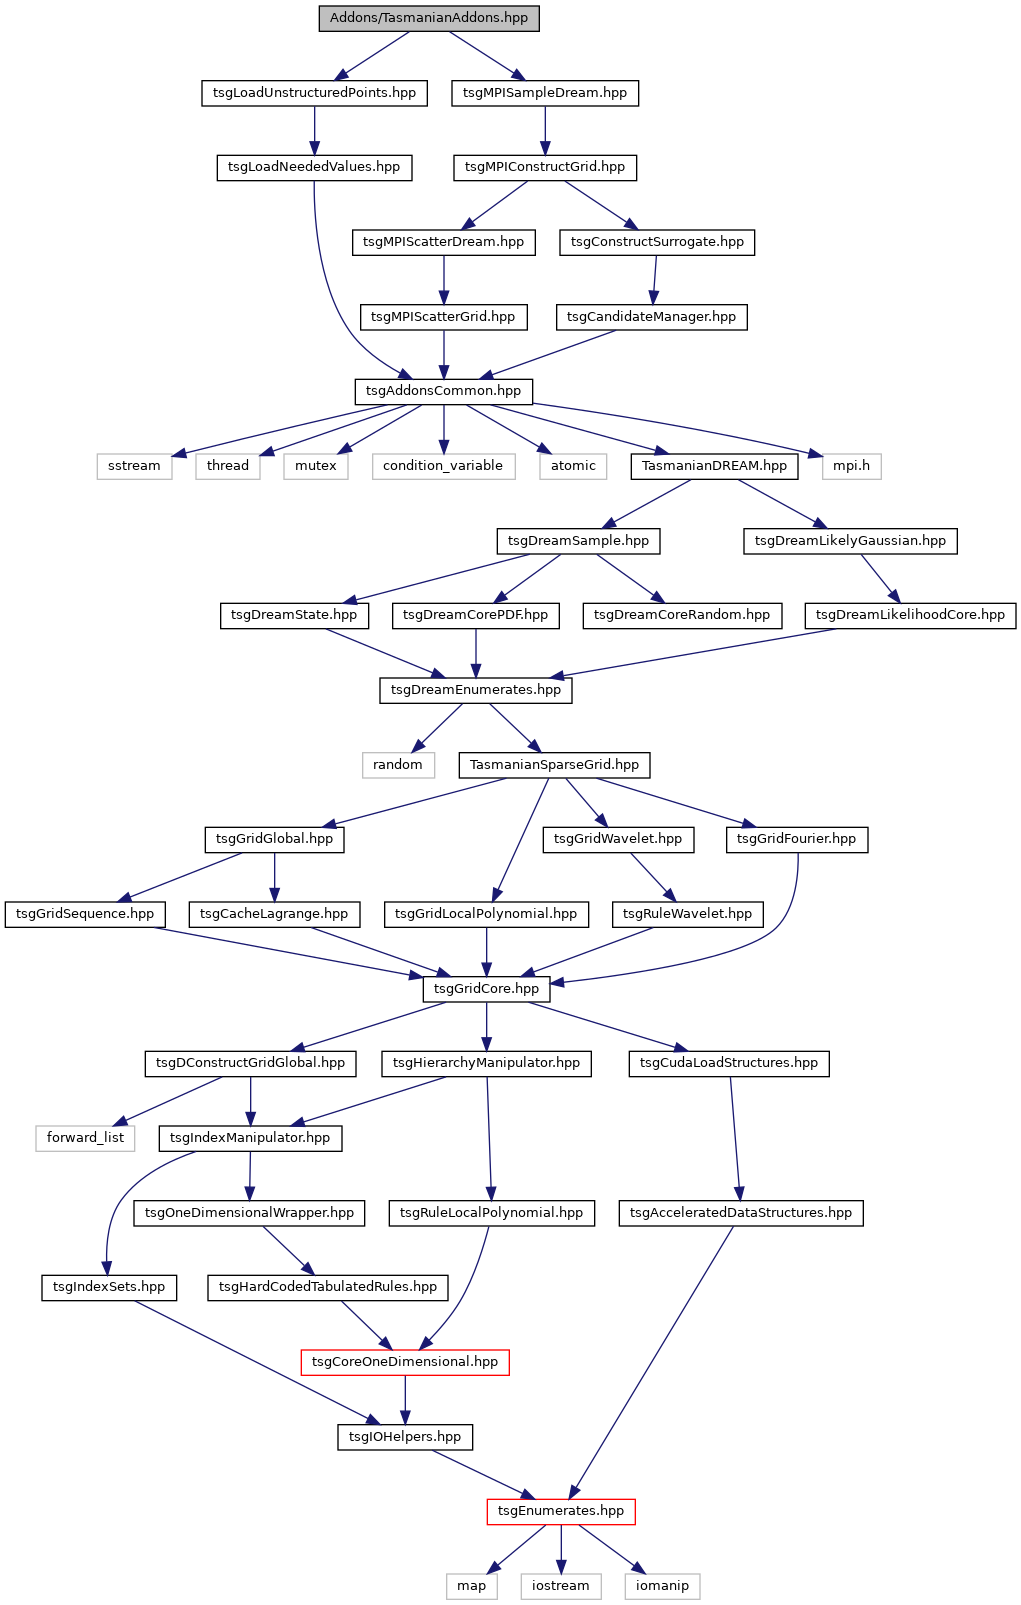 Addons/TasmanianAddons.hpp
tsgLoadUnstructuredPoints.hpp
tsgMPISampleDream.hpp
tsgLoadNeededValues.hpp
tsgMPIConstructGrid.hpp
tsgMPIScatterDream.hpp
tsgConstructSurrogate.hpp
tsgMPIScatterGrid.hpp
tsgCandidateManager.hpp
tsgAddonsCommon.hpp
sstream
thread
mutex
condition_variable
atomic
TasmanianDREAM.hpp
mpi.h
tsgDreamSample.hpp
tsgDreamLikelyGaussian.hpp
tsgDreamState.hpp
tsgDreamCorePDF.hpp
tsgDreamCoreRandom.hpp
tsgDreamLikelihoodCore.hpp
tsgDreamEnumerates.hpp
random
TasmanianSparseGrid.hpp
tsgGridGlobal.hpp
tsgGridWavelet.hpp
tsgGridFourier.hpp
tsgGridSequence.hpp
tsgCacheLagrange.hpp
tsgGridLocalPolynomial.hpp
tsgRuleWavelet.hpp
tsgGridCore.hpp
tsgDConstructGridGlobal.hpp
tsgHierarchyManipulator.hpp
tsgCudaLoadStructures.hpp
forward_list
tsgIndexManipulator.hpp
tsgOneDimensionalWrapper.hpp
tsgRuleLocalPolynomial.hpp
tsgAcceleratedDataStructures.hpp
tsgIndexSets.hpp
tsgHardCodedTabulatedRules.hpp
tsgCoreOneDimensional.hpp
tsgIOHelpers.hpp
tsgEnumerates.hpp
map
iostream
iomanip